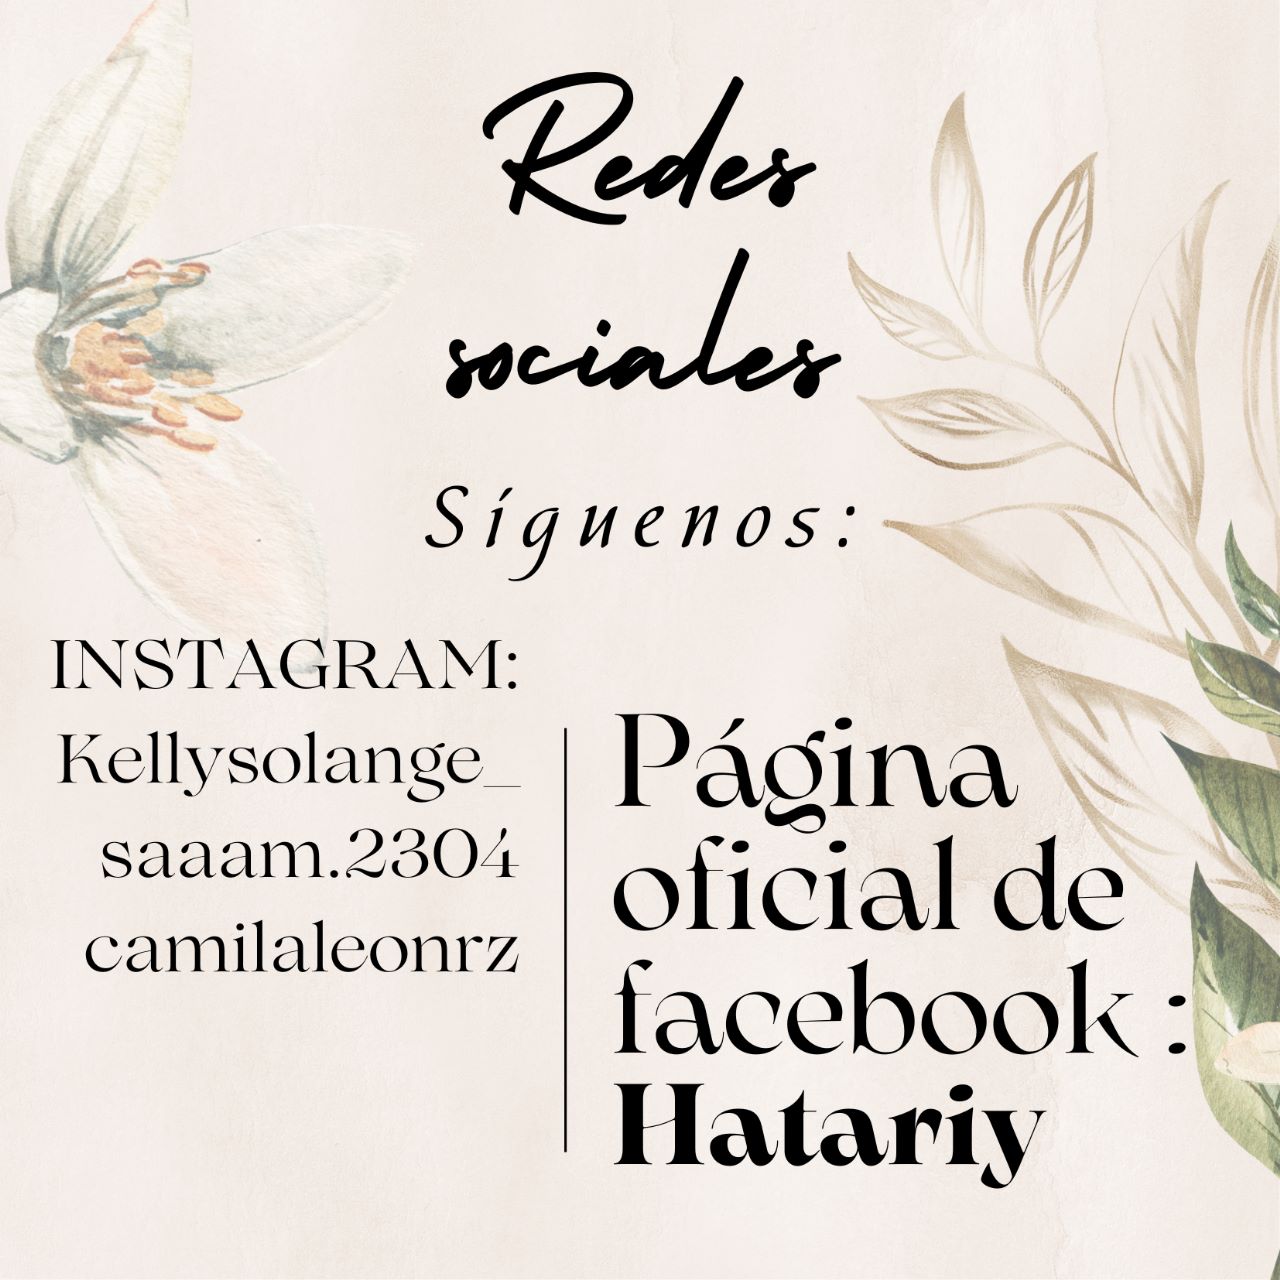 Redes
sociales
Síguenos:
INSTAGRAM:
Kellysolange_
saaam.2304
camilaleonrz
Página
oficial de
facebook :
Hatariy